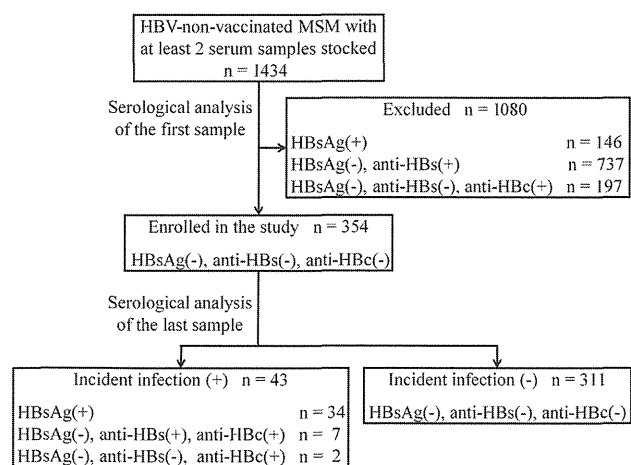 HBV-non-vaccinated MSM with
at least 2 serum samples stocked
n = 1434
Serological analysis
of the first sample
Excluded n = 1080
HBsAg(+) n = 146
HBsAg(-), anti-HBs(+) n = 737
HBsAg(-), anti-HBs(-), anti-HBc(+) n = 197
Enrolled in the study n = 354
HBsAg(-), anti-HBs(-), anti-HBc(-)
Serological analysis
of the last sample
Incident infection (+) n = 43
HBsAg(+) n = 34
HBsAg(-), anti-HBs(+), anti-HBc(+) n = 7
HBsAg(-), anti-HBs(-), anti-HBc(+) n = 2
Incident infection (-) n = 311
HBsAg(-), anti-HBs(-), anti-HBc(-)